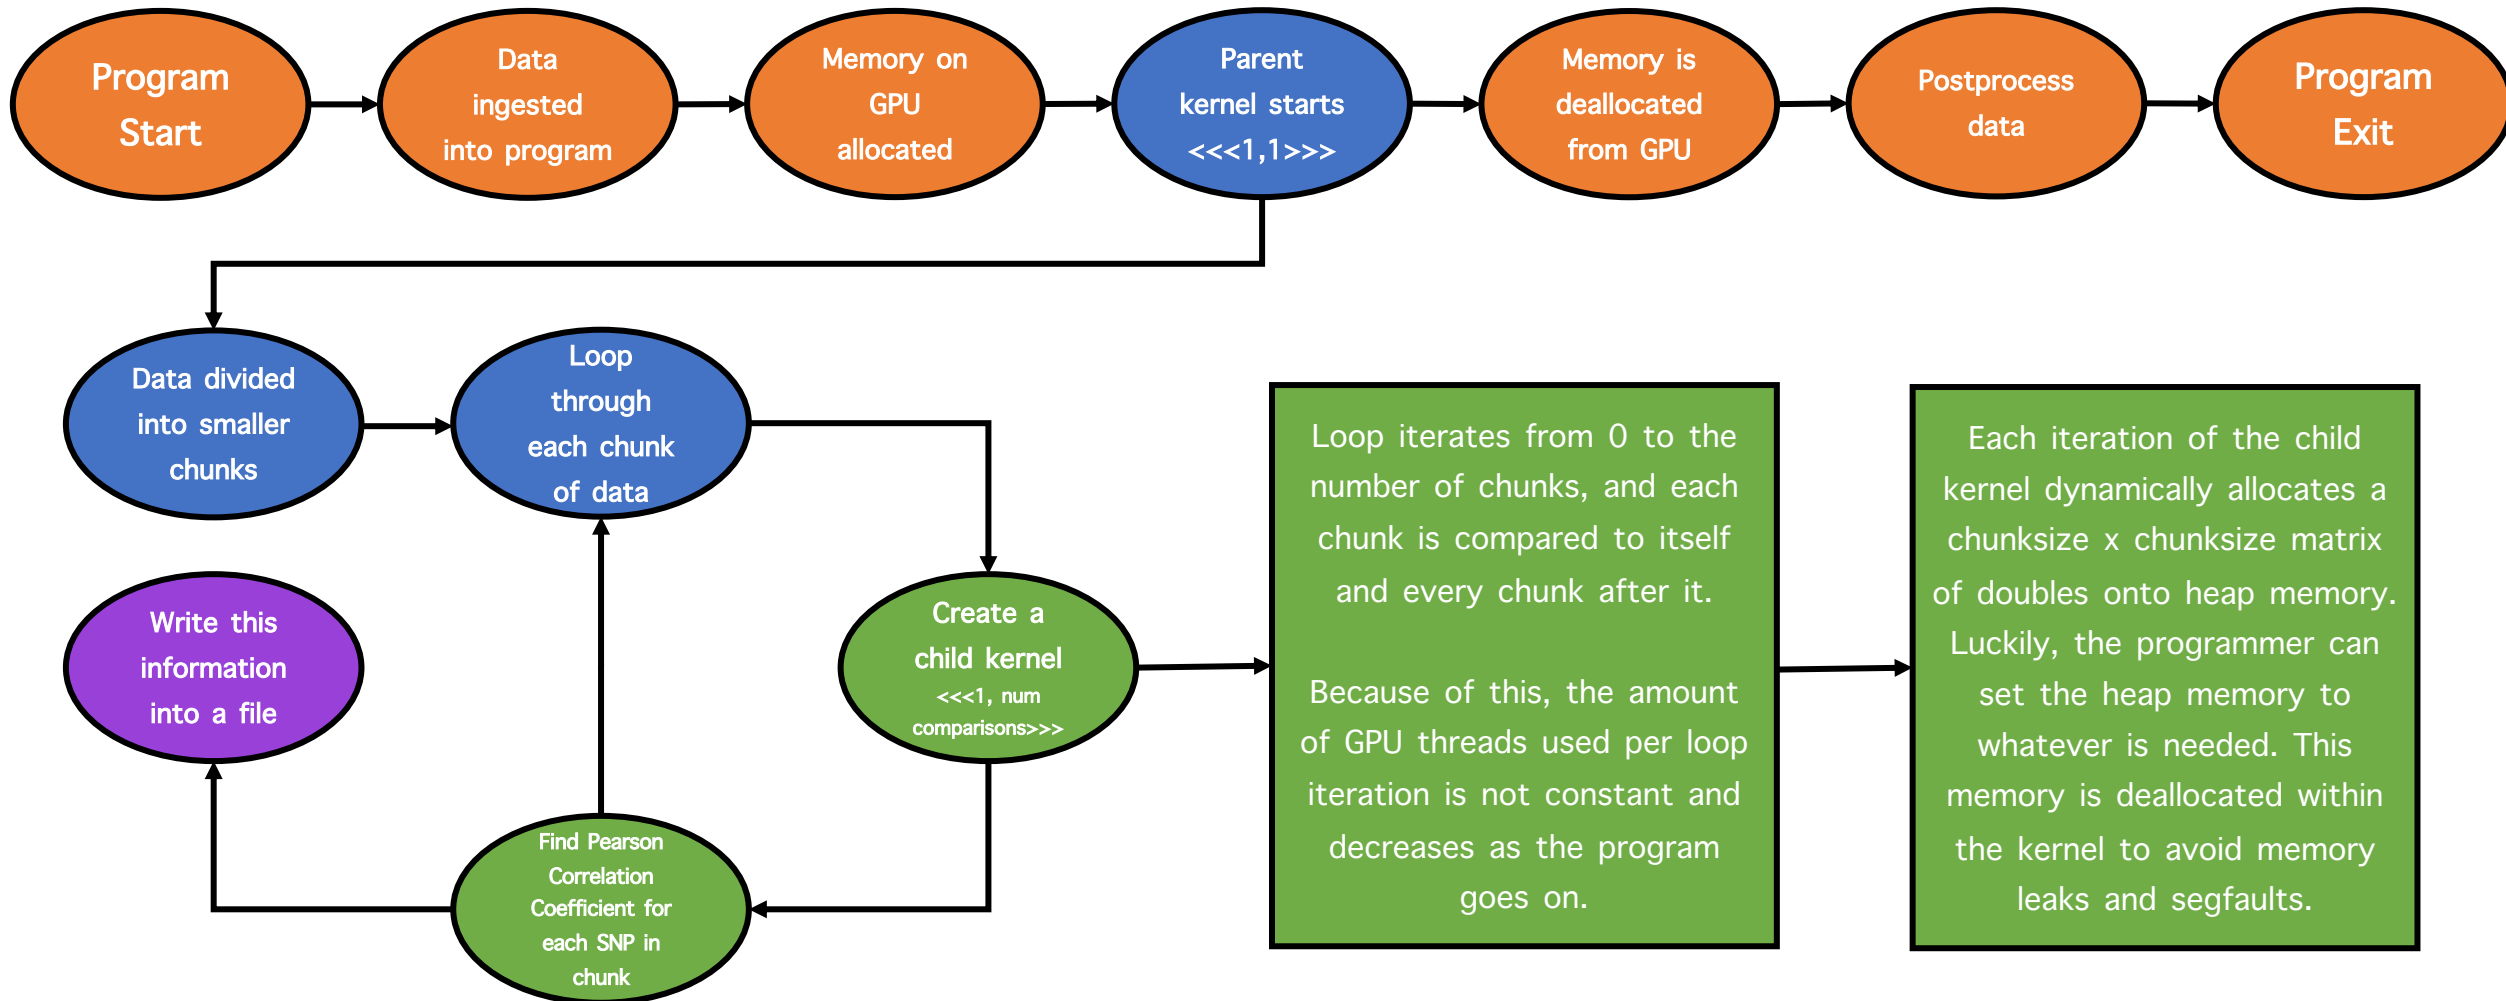 Program
Start
Data
ingested
into program
Memory on
GPU
allocated
Parent
kernel starts
<<<1,1>>>
Memory is
deallocated
from GPU
Postprocess
data
Program
Exit
Data divided
into smaller
chunks
Loop
through
each chunk
of data
Write this
information
into a file
Create a
child kernel
<<<1, num
comparisons>>>
Find Pearson
Correlation
Coefficient for
each SNP in
chunk
Loop iterates from 0 to the
number of chunks, and each
chunk is compared to itself
and every chunk after it.
Because of this, the amount
of GPU threads used per loop
iteration is not constant and
decreases as the program
goes on.
Each iteration of the child
kernel dynamically allocates a
chunksize x chunksize matrix
of doubles onto heap memory.
Luckily, the programmer can
set the heap memory to
whatever is needed. This
memory is deallocated within
the kernel to avoid memory
leaks and segfaults.